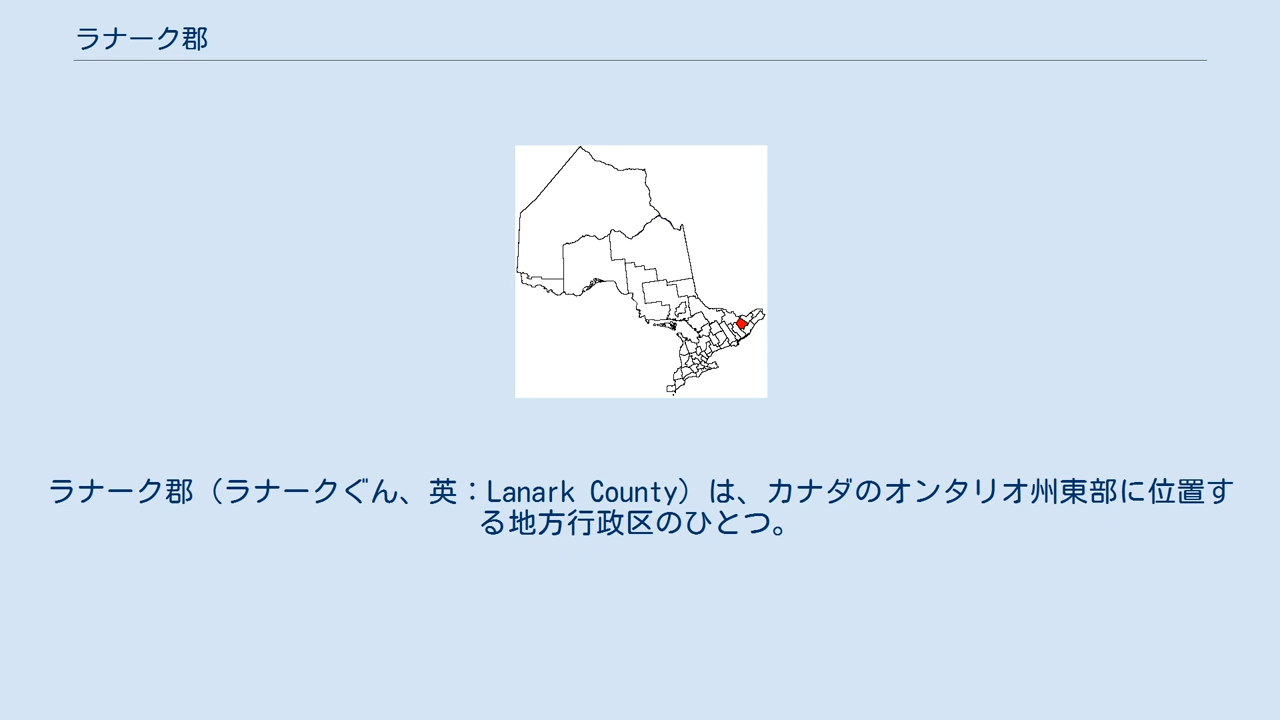 ラナーク郡
ラナーク郡（ラナークぐん、英：Lanark County）は、カナダのオンタリオ州東部に位置す
る地方行政区のひとつ。